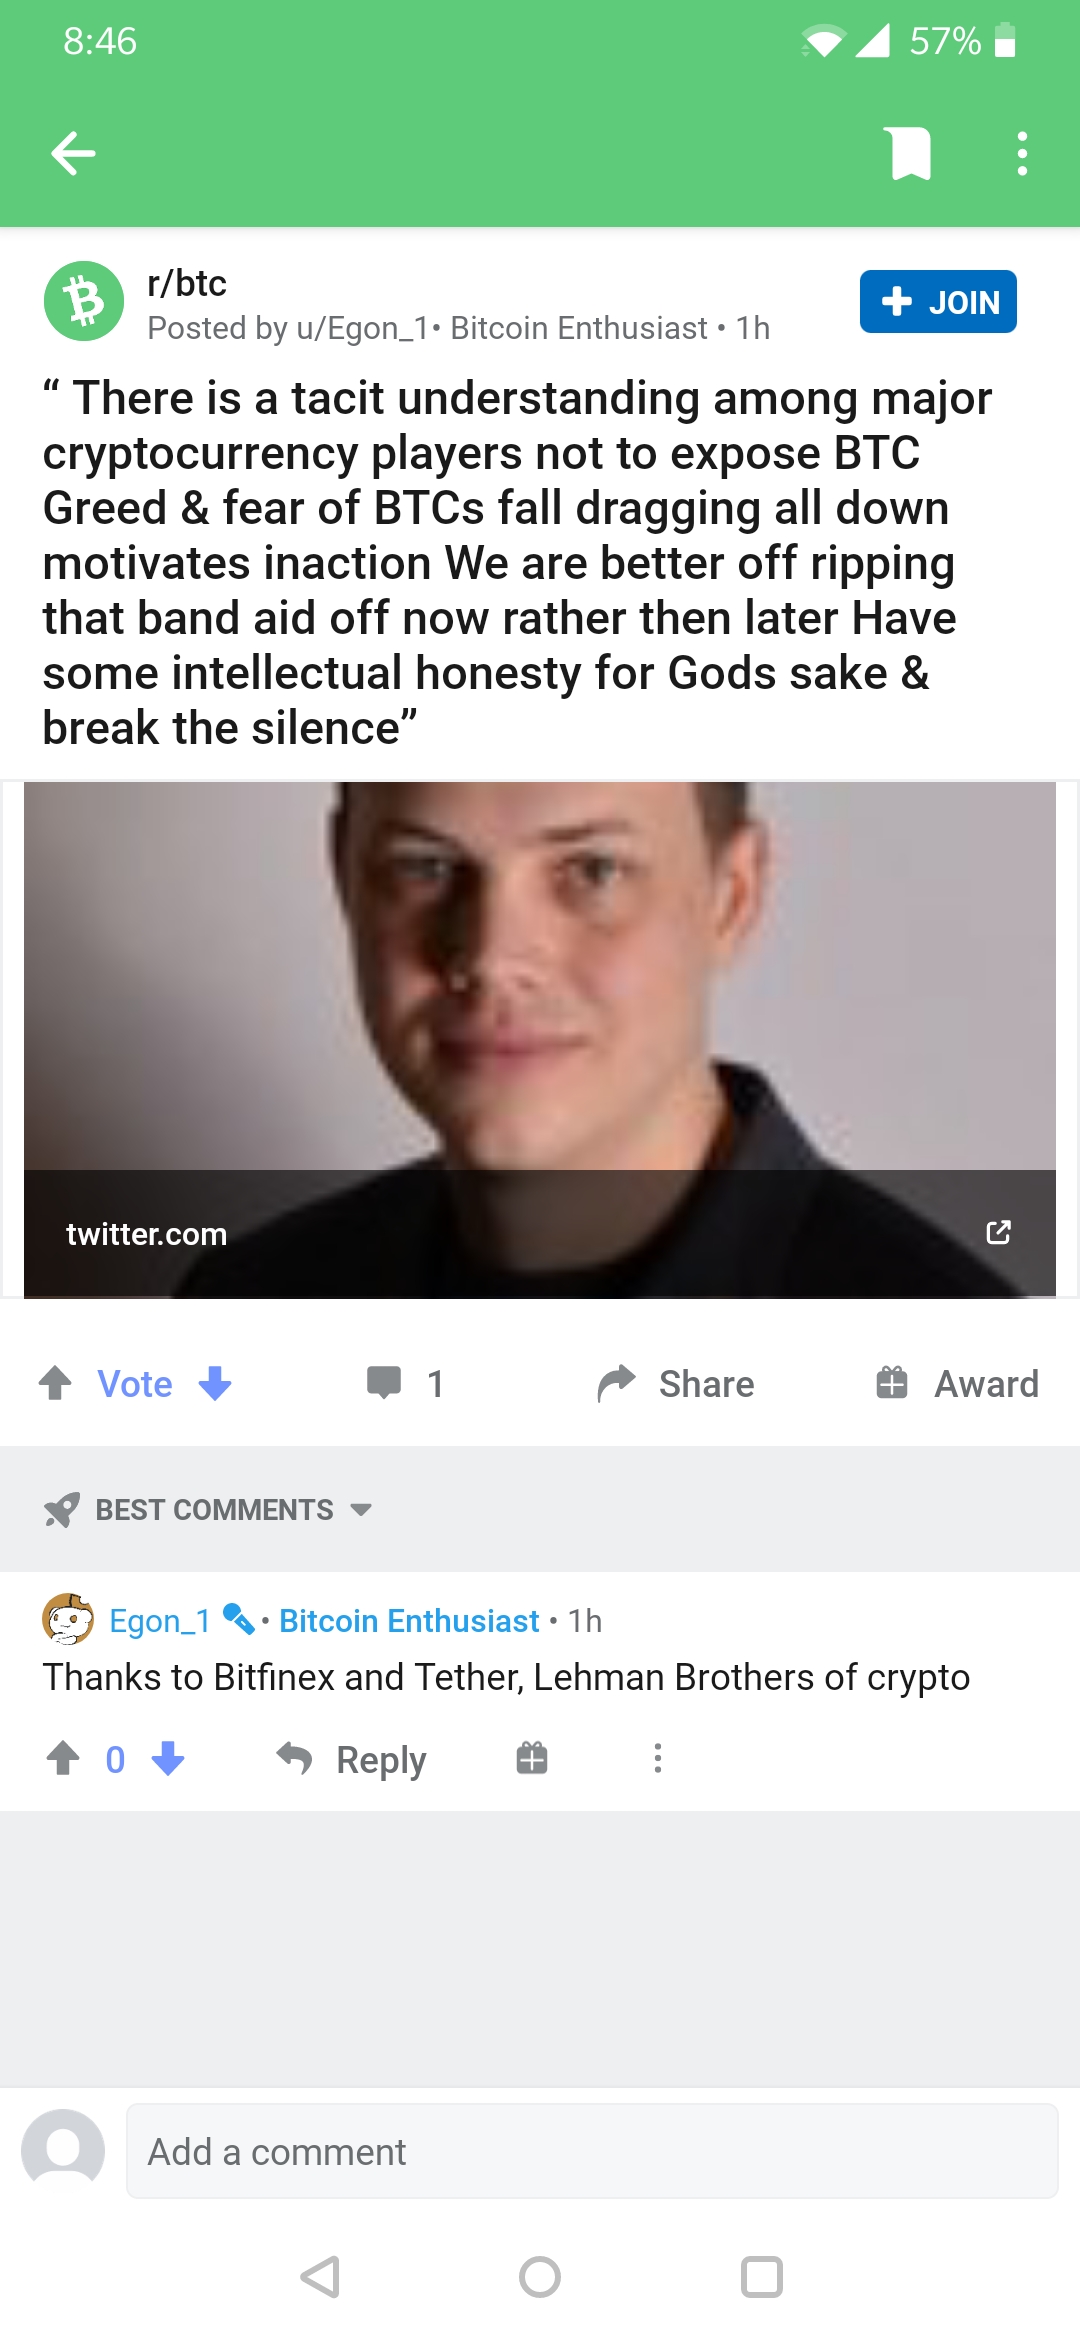 8:46
57%
r/btc
+ JOIN
Posted by u/Egon_1• Bitcoin Enthusiast • 1h
“ There is a tacit understanding among major
cryptocurrency players not to expose BTC
Greed & fear of BTCs fall dragging all down
motivates inaction We are better off ripping
that band aid off now rather then later Have
some intellectual honesty for Gods sake &
break the silence”
twitter.com
Vote 1 Share Award
BEST COMMENTS
Egon_1 • Bitcoin Enthusiast • 1h
Thanks to Bitfinex and Tether, Lehman Brothers of crypto
0 Reply
Add a comment